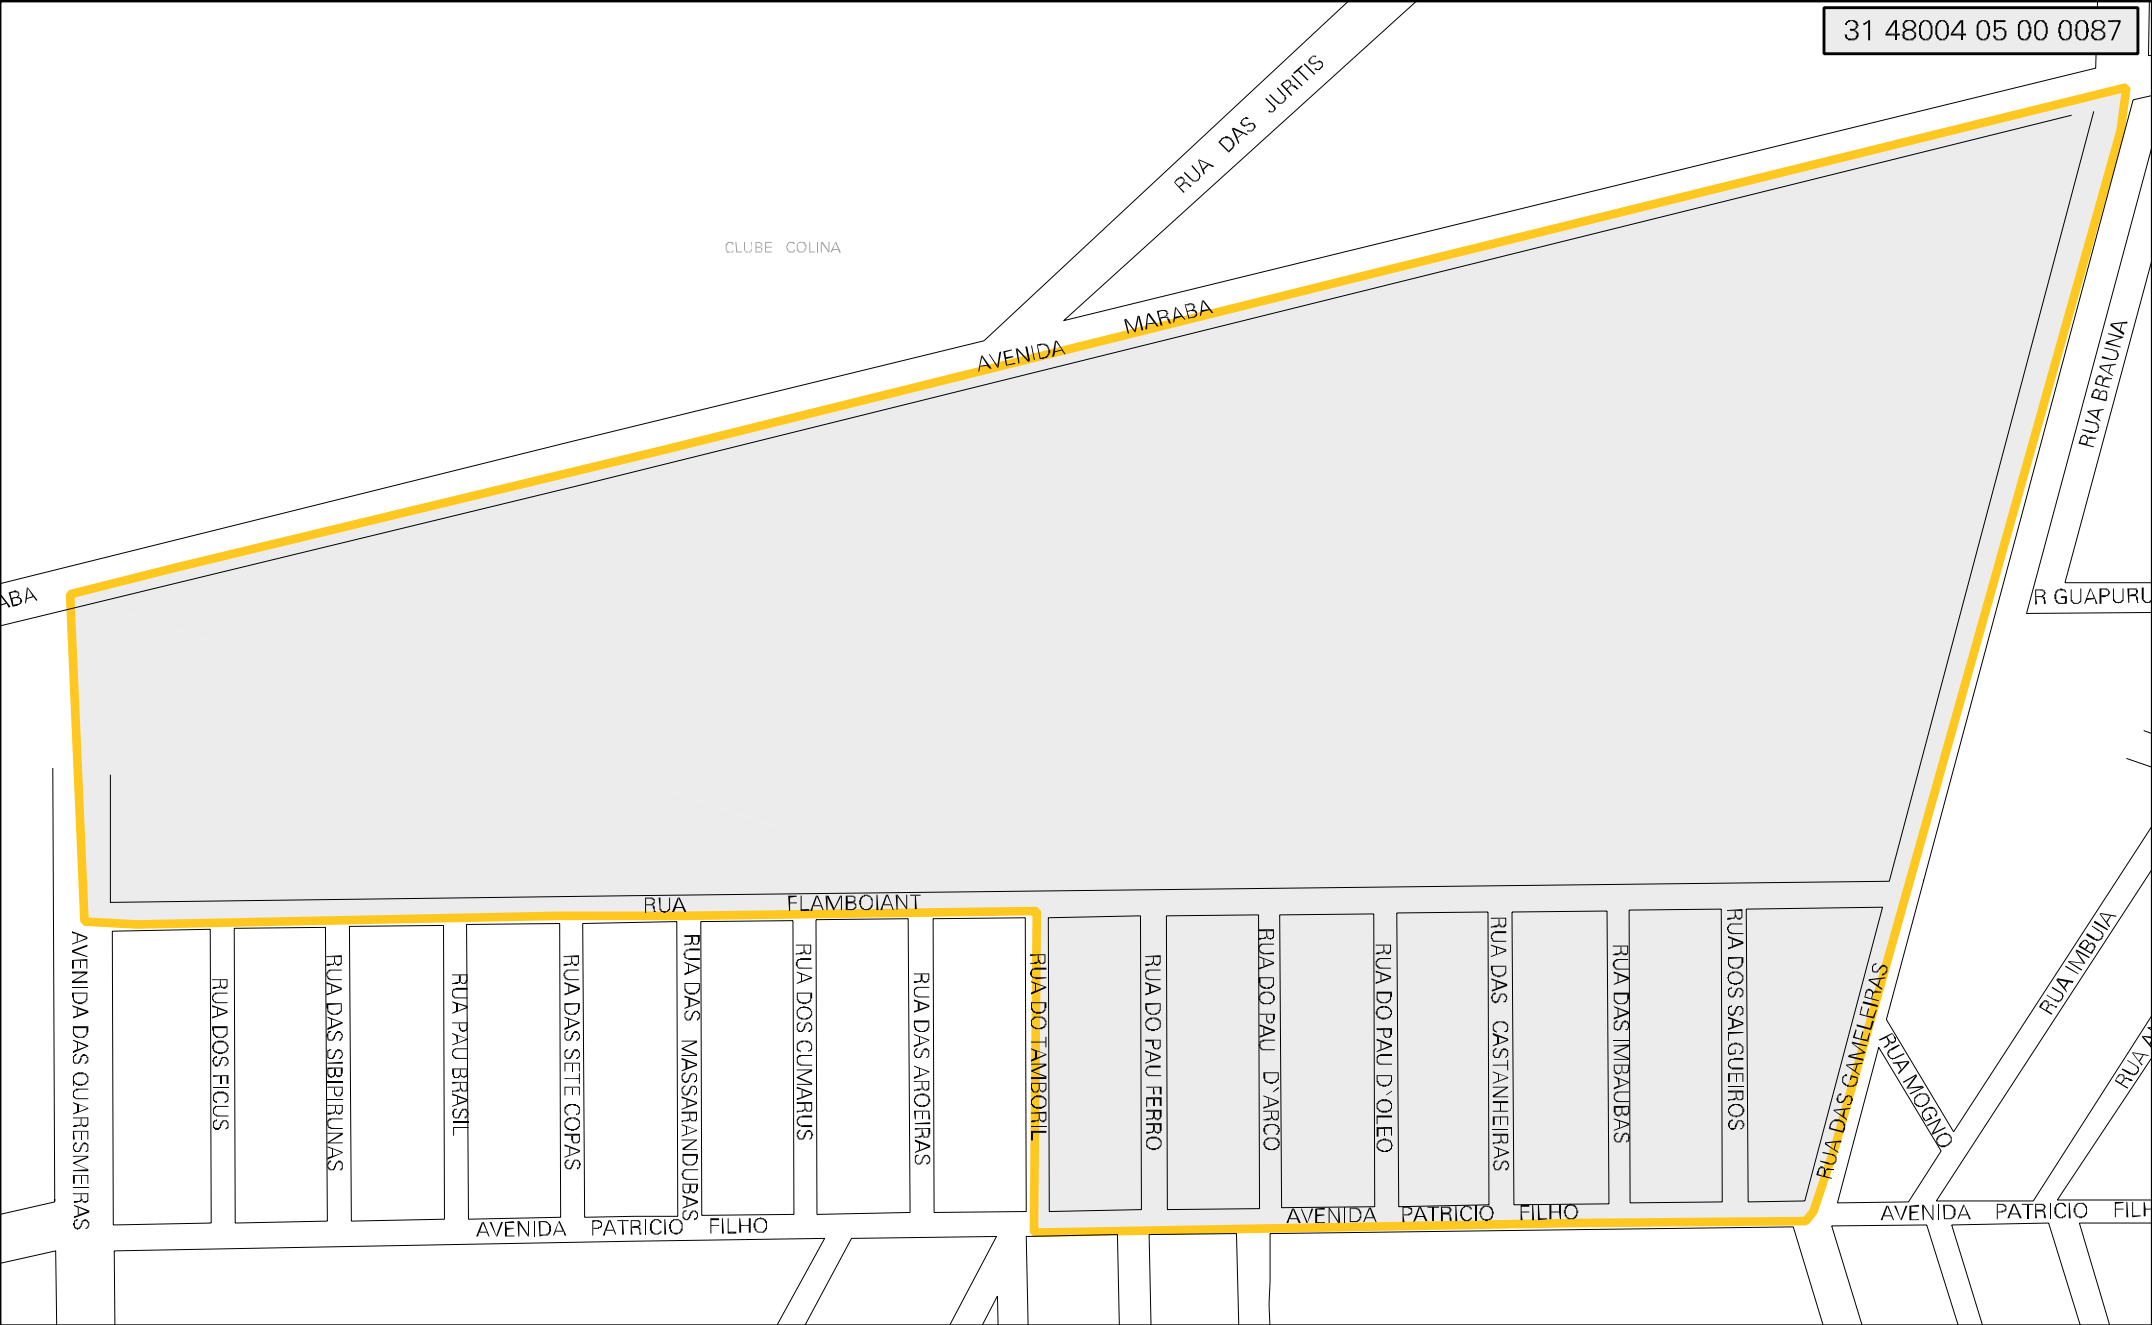 31 48004 05 00 0087
RUA DAS JURITIS
CLUBE COLINA
AVENIDA MARABA
RUA BRAUNA
ABA
R GUAPURU
RUA FLAMBOIANT
AVENIDA DAS QUARESMEIRAS
RUA DOS FICUS
RUA DAS SIBIPIRUNAS
RUA PAU BRASIL
RUA DAS SETE COPAS
RUA DAS MASSARANDUBAS
RUA DOS CUMARUS
RUA DAS AROEIRAS
RUA DO TAMBORIL
RUA DO PAU FERRO
RUA DO PAU D`ARCO
RUA DO PAU D`OLEO
RUA DAS CASTANHEIRAS
RUA DAS IMBAUBAS
RUA DOS SALGUEIROS
RUA DAS GAMELEIRAS
RUA MOGNO
RUA IMBUIA
RUA
AVENIDA PATRICIO FILHO
AVENIDA PATRICIO FILHO
AVENIDA PATRICIO FILH